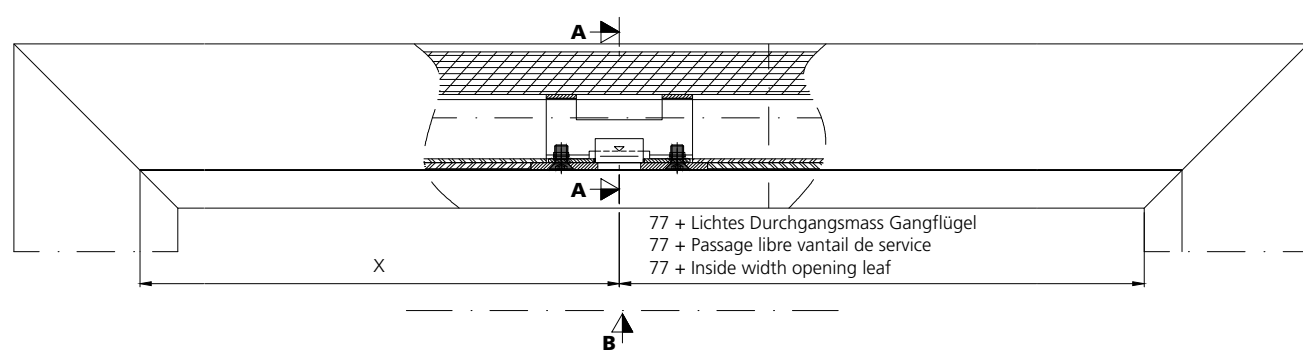 A
A
77 + Lichtes Durchgangsmass Gangflügel
77 + Passage libre vantail de service
X
77 + Inside width opening leaf
B